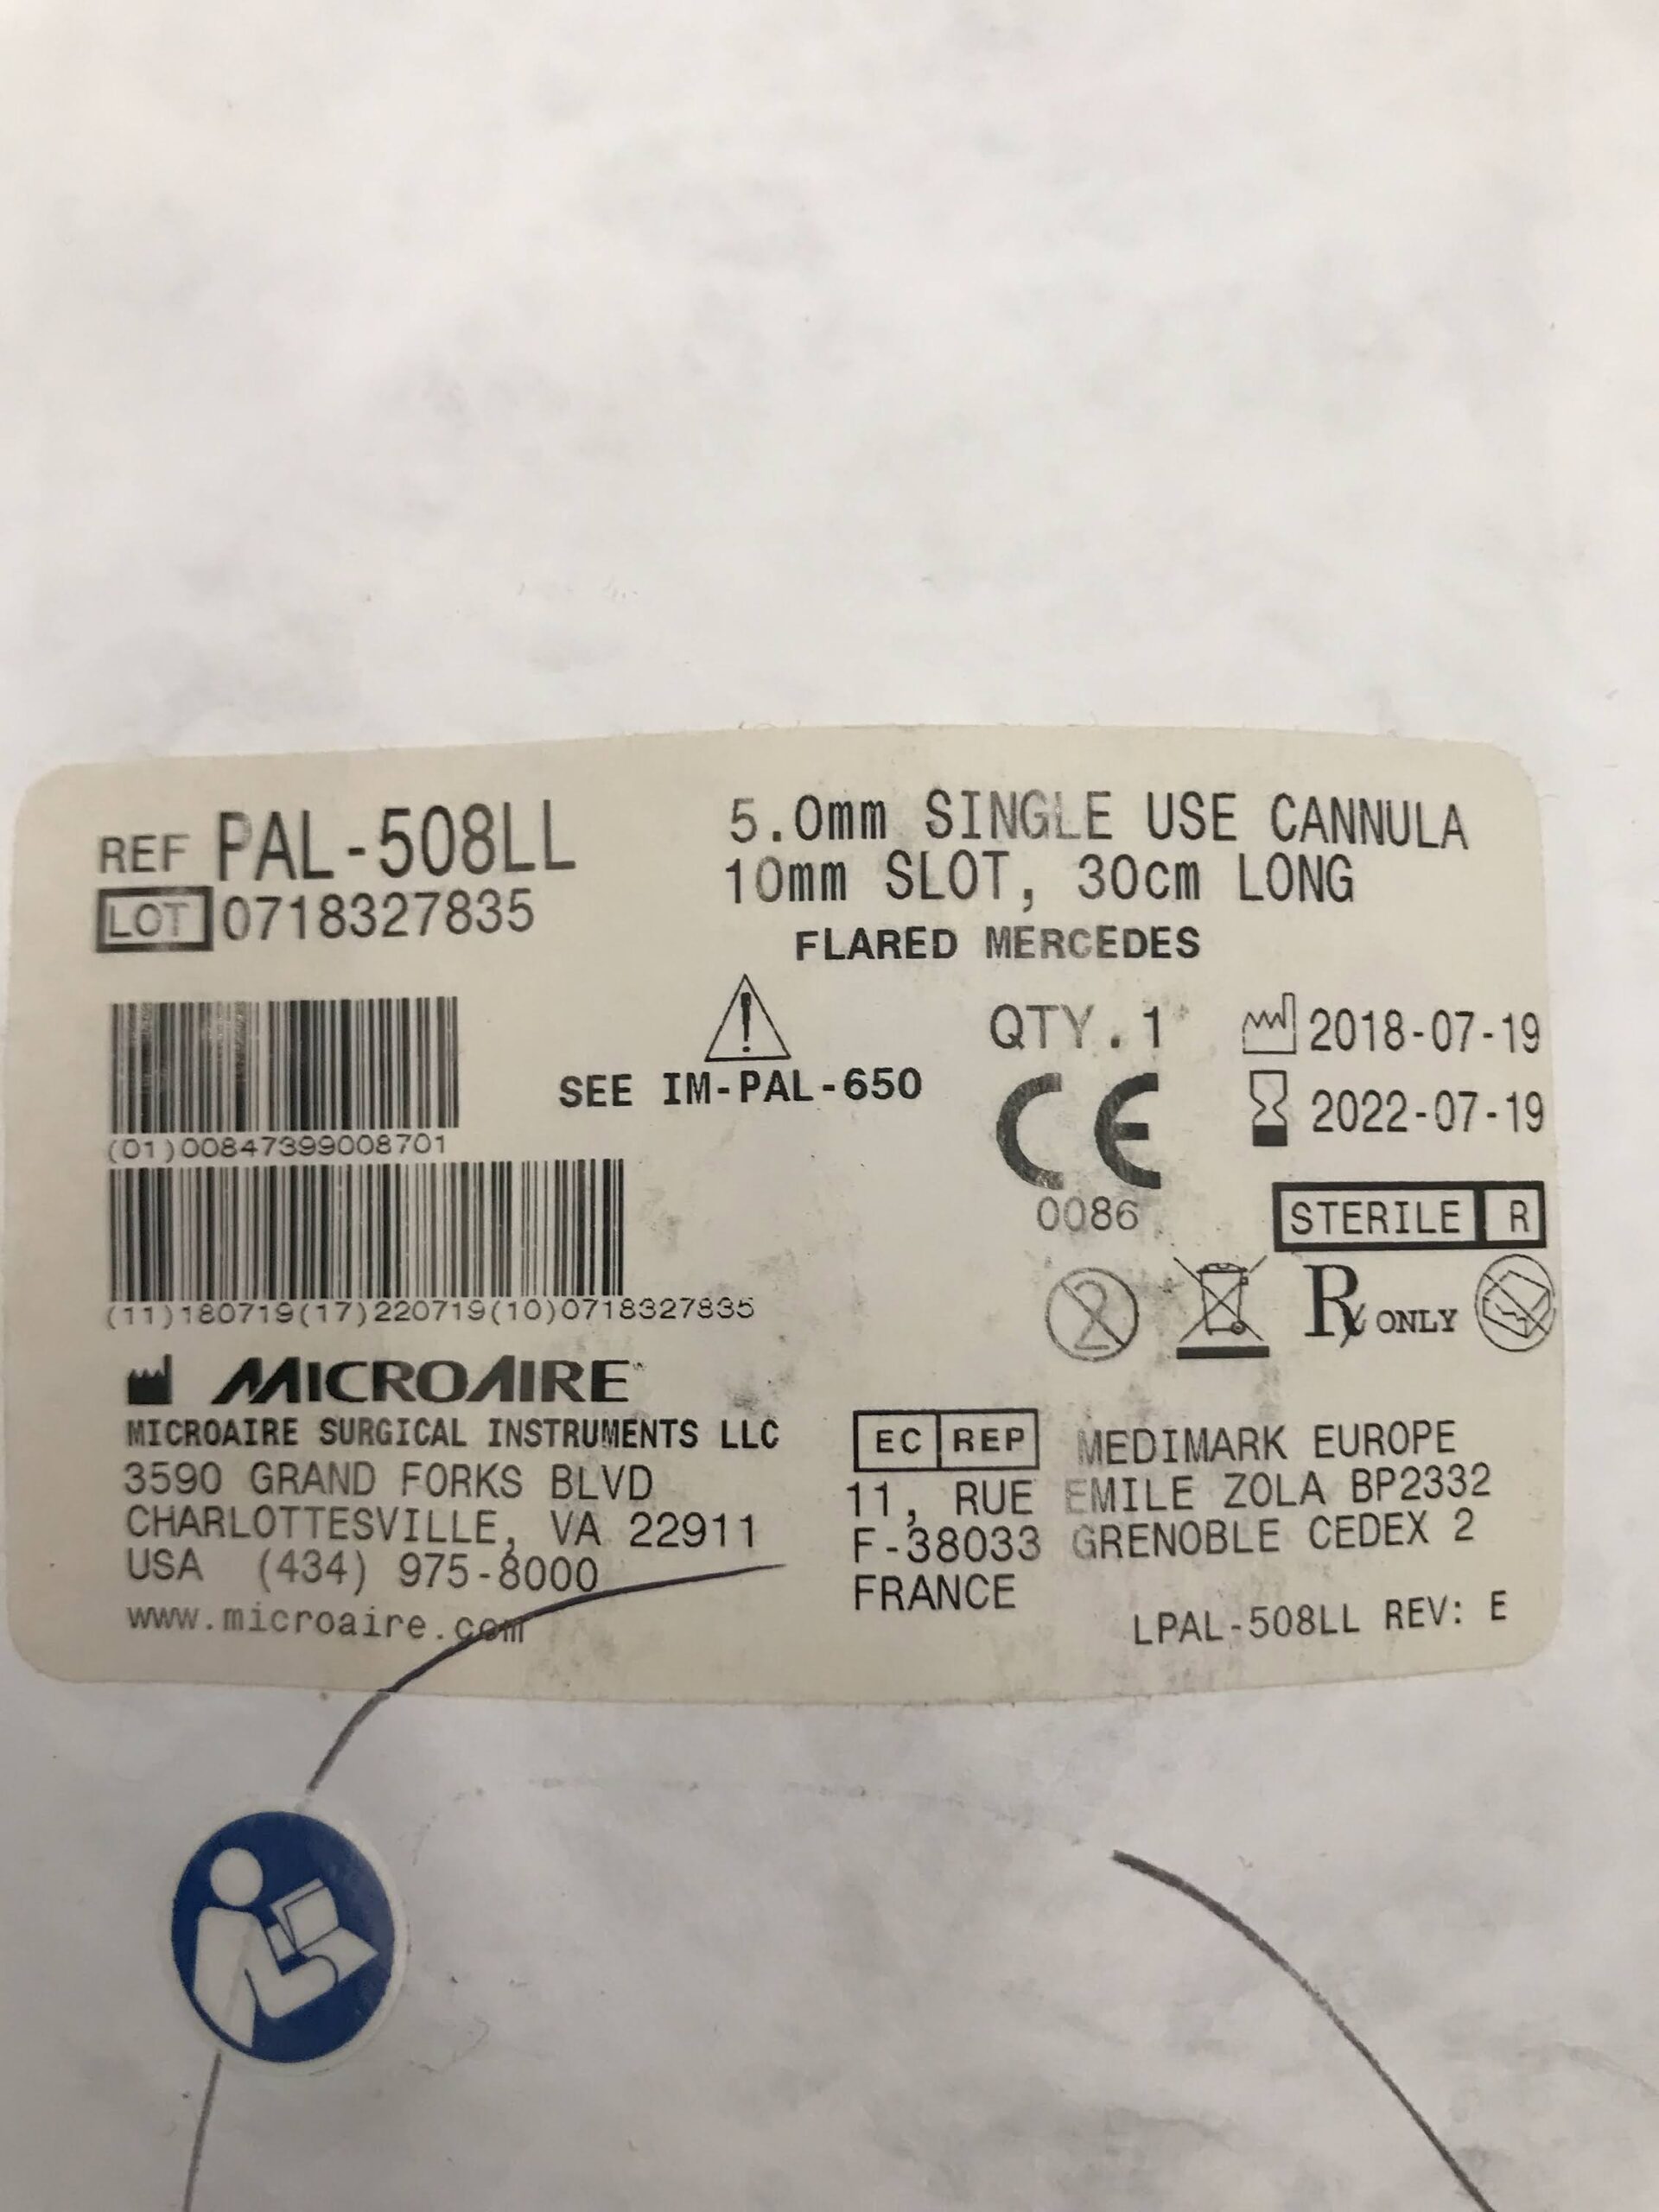 REF PAL-508LL
LOT 0718327835
5.0mm SINGLE USE CANNULA
10mm SLOT, 30cm LONG
FLARED MERCEDES
(01)00847399008701
SEE IM-PAL-650
QTY.1
2018-07-19
2022-07-19
CE
0086
STERILE R
2
Rx ONLY
(11)180719(17)220719(10)0718327835
MICROAIRE
MICROAIRE SURGICAL INSTRUMENTS LLC
3590 GRAND FORKS BLVD
CHARLOTTESVILLE, VA 22911
USA (434) 975-8000
www.microaire.com
EC REP MEDIMARK EUROPE
11, RUE EMILE ZOLA BP2332
F-38033 GRENOBLE CEDEX 2
FRANCE
LPAL-508LL REV: E